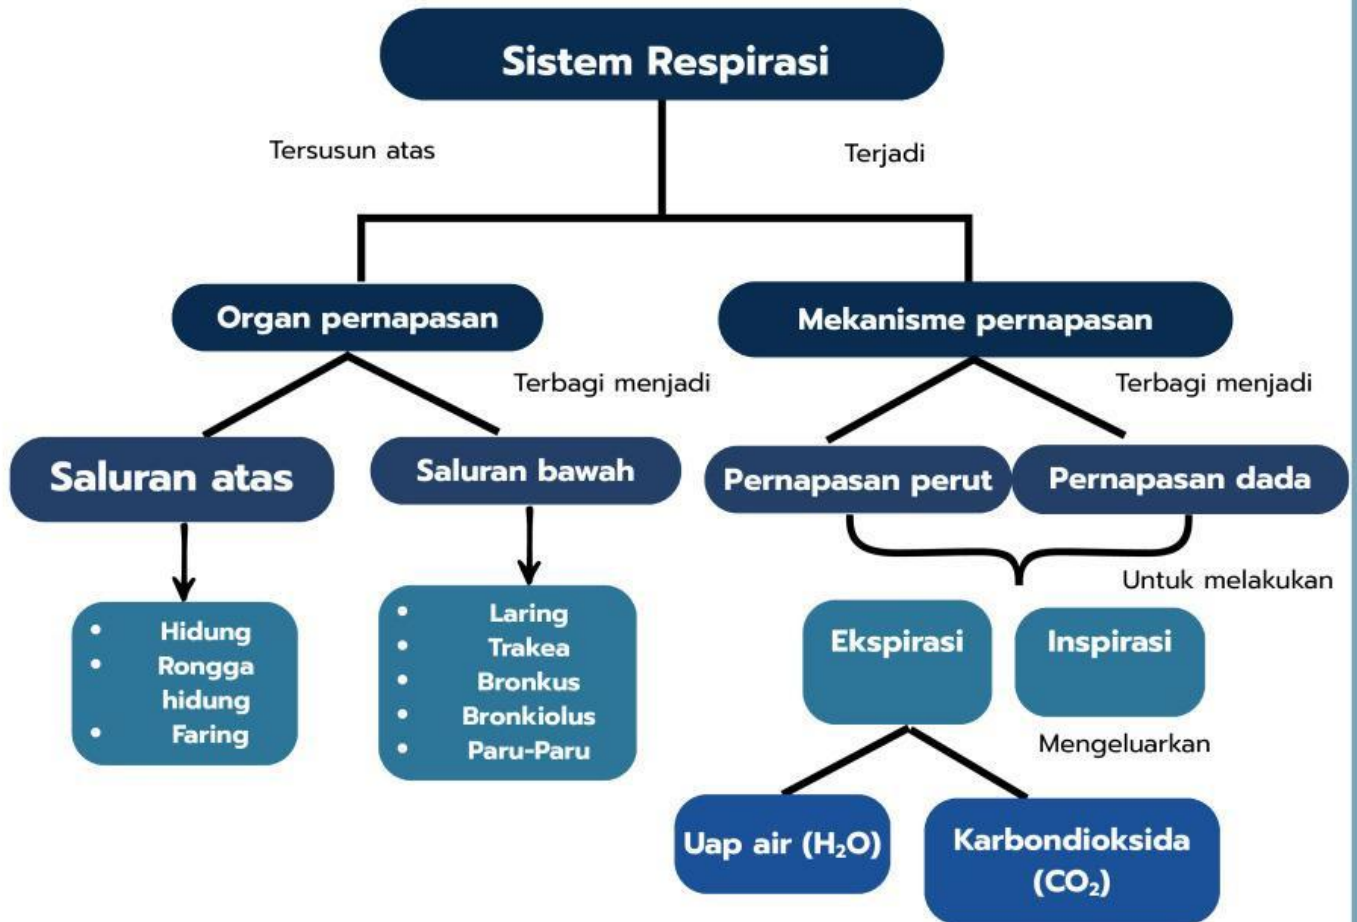 Sistem Respirasi
Tersusun atas
Terjadi
Organ pernapasan
Mekanisme pernapasan
Terbagi menjadi
Terbagi menjadi
Saluran atas
Saluran bawah
Pernapasan perut
Pernapasan dada
Untuk melakukan
• Hidung
• Rongga
hidung
• Faring
• Laring
• Trakea
• Bronkus
• Bronkiolus
• Paru-Paru
Ekspirasi
Inspirasi
Mengeluarkan
Uap air (H₂O)
Karbondioksida
(CO₂)